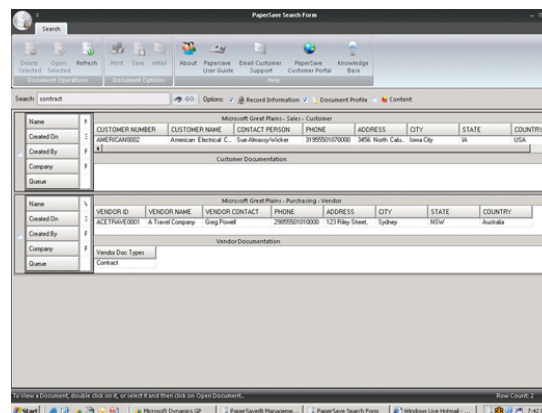 PaperSave Search Form
Search
Delete Selected
Open Selected
Refresh
Print
Save
eMail
About
Papersave User Guide
Email Customer Support
PaperSave Customer Portal
Knowledge Base
Document Operations
Document Options
Help
Search: contract
GO
Options:
Record Information
Document Profile
Content
Microsoft Great Plains - Sales - Customer
Name
Created On
Created By
Company
Queue
CUSTOMER NUMBER CUSTOMER NAME CONTACT PERSON PHONE ADDRESS CITY STATE COUNTRY
AMERICAN0002 American Electrical C.. Sue Almassy-Wicker 31955501070000 3456 North Calu.. Iowa City IA USA
Customer Documentation
Microsoft Great Plains - Purchasing - Vendor
Name
Created On
Created By
Company
Queue
VENDOR ID VENDOR NAME VENDOR CONTACT PHONE ADDRESS CITY STATE COUNTRY
ACETRAVE0001 A Travel Company Greg Powell 29855501010000 123 Riley Street, Sydney NSW Australia
Vendor Documentation
Vendor Doc Types
Contract
To View a Document, double click on it, or select it and then click on Open Document..
Row Count: 2
Start
Microsoft Dynamics GP
PaperSave Search Form
Windows Live Hotmail - ...
7:42